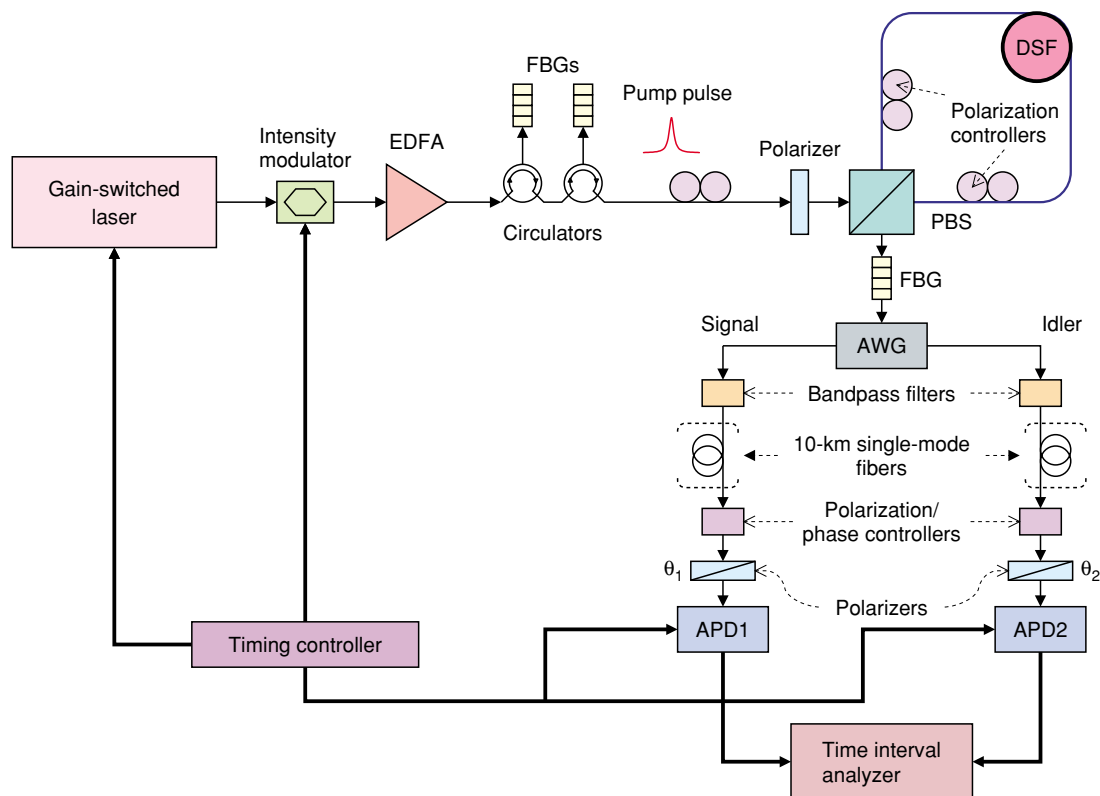 DSF
FBGs
Pump pulse
Polarization
controllers
Intensity
modulator
EDFA
Polarizer
Gain-switched
laser
Circulators
PBS
FBG
Signal
Idler
AWG
Bandpass filters
10-km single-mode
fibers
Polarization/
phase controllers
θ1
θ2
Polarizers
APD1
APD2
Timing controller
Time interval
analyzer